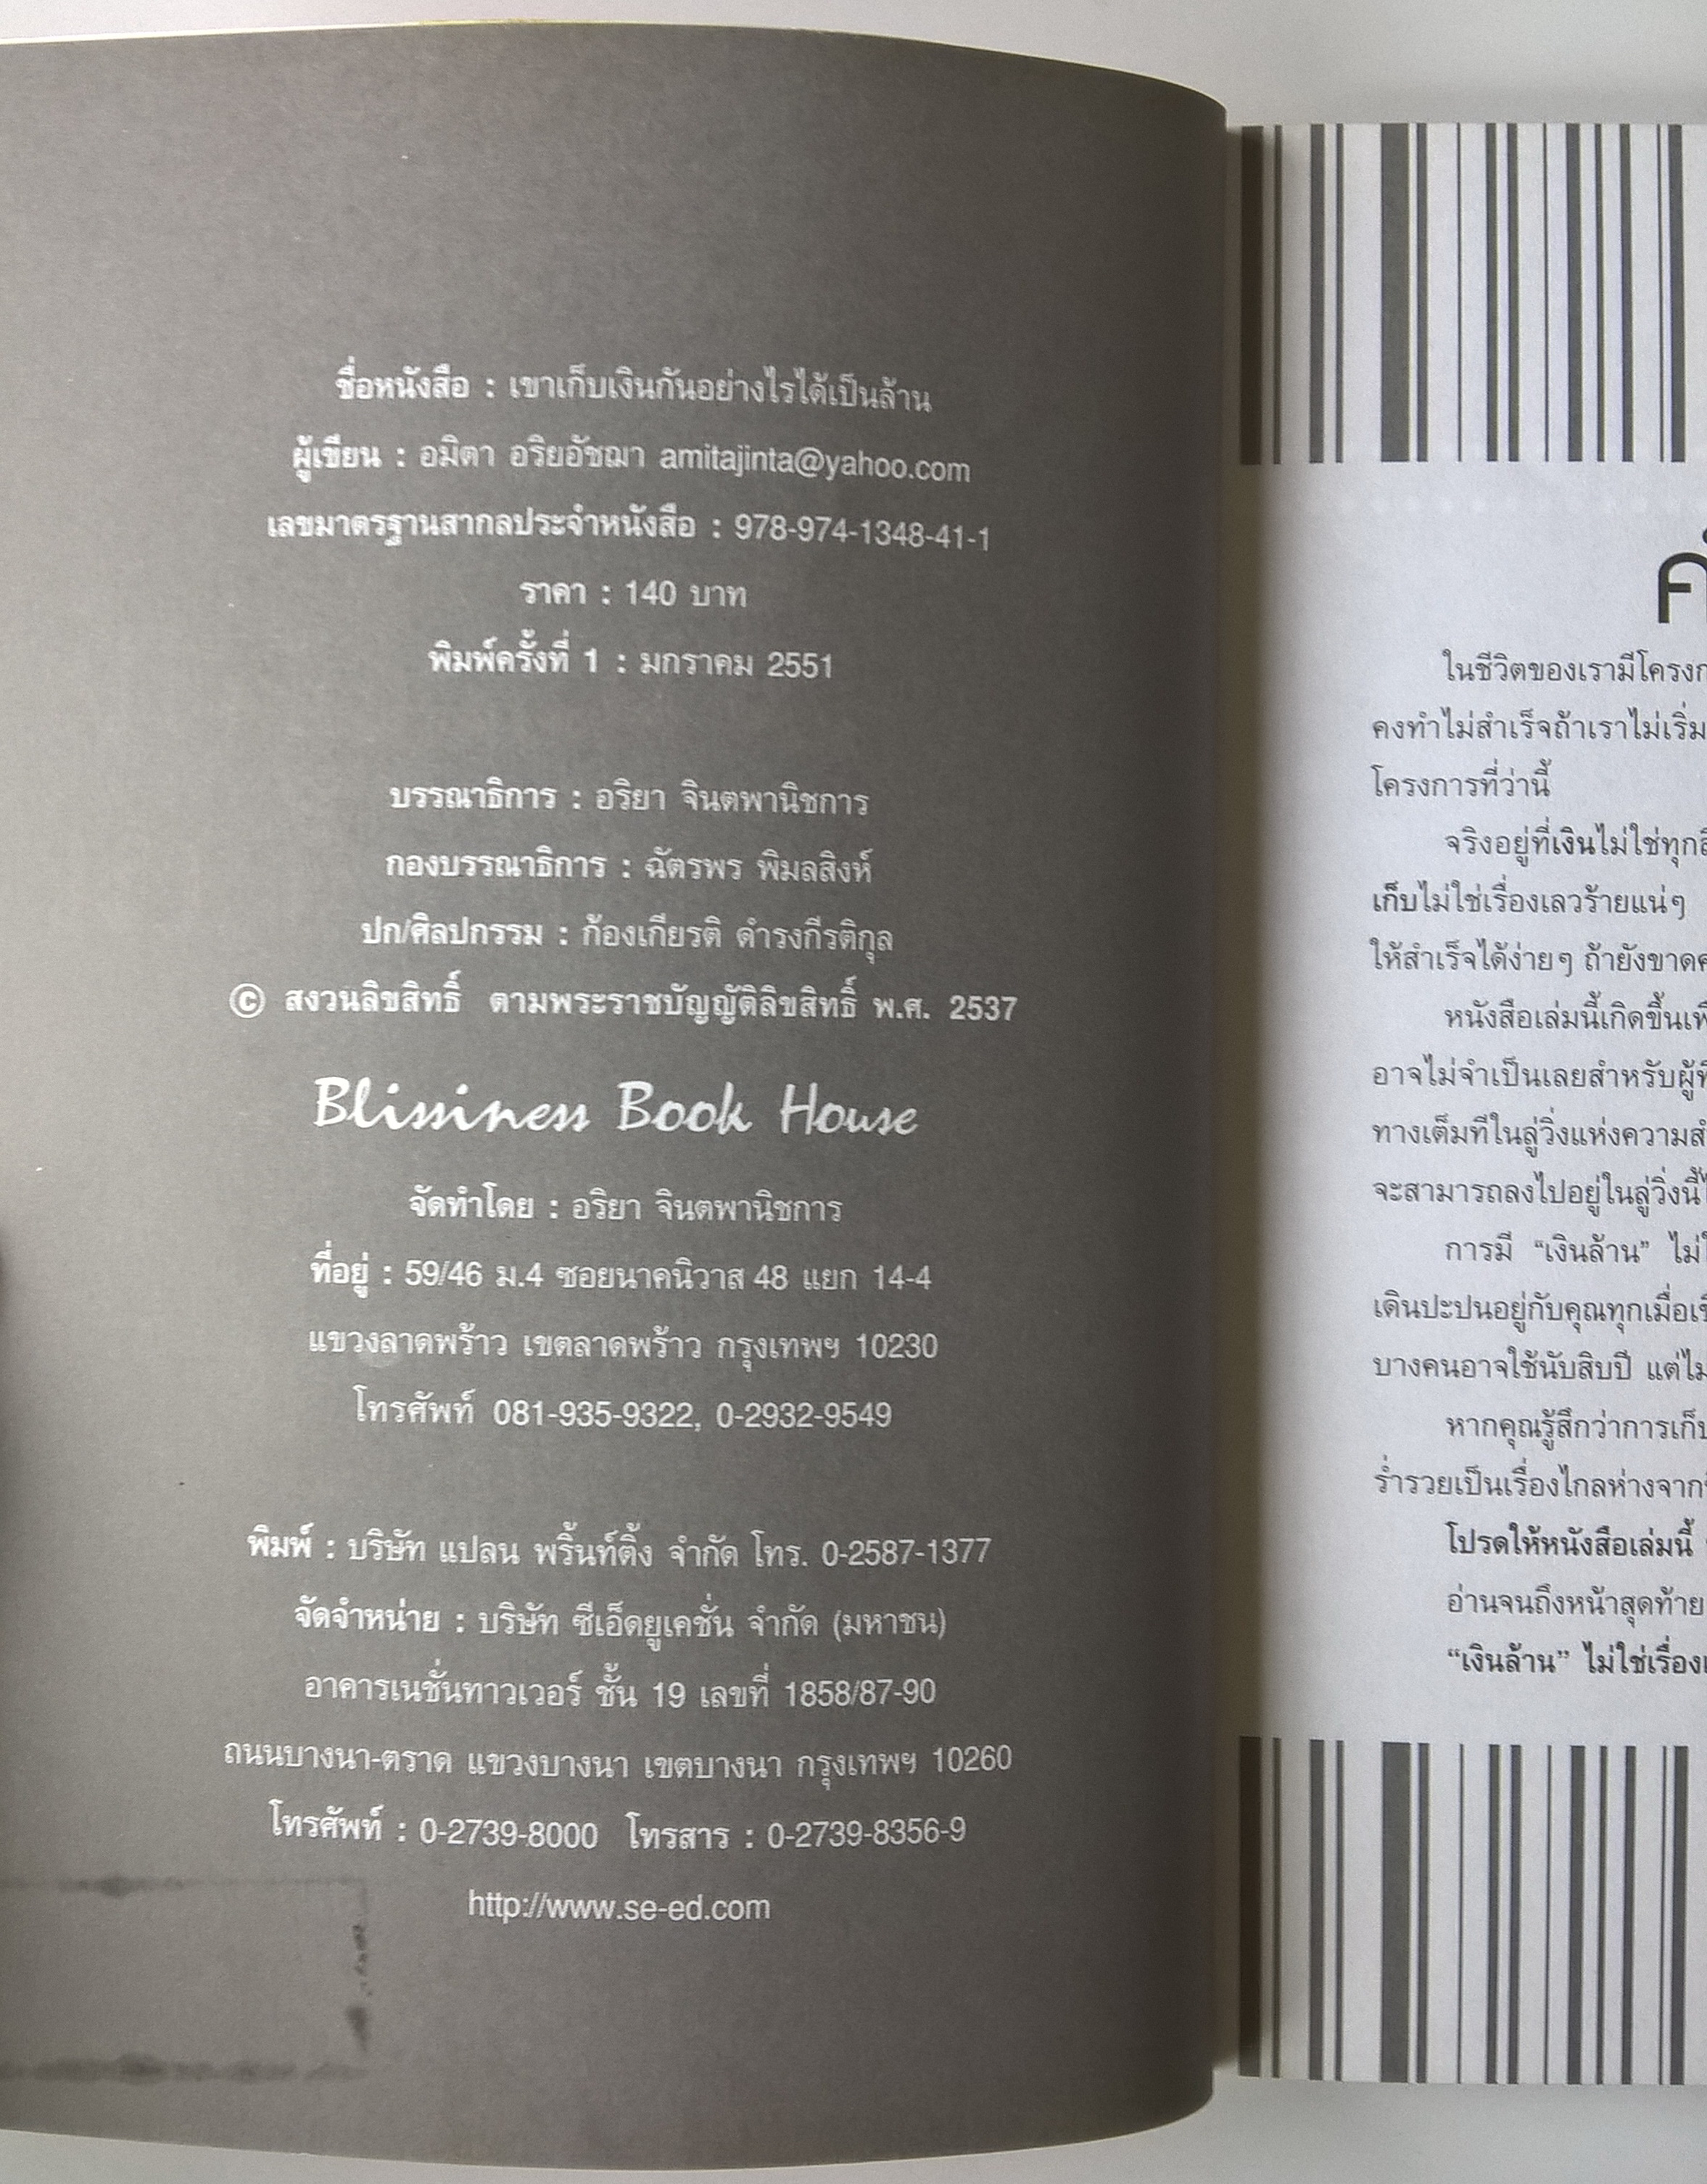 ชื่อหนังสือ : เขาเก็บเงินกันอย่างไรได้เป็นล้าน
ผู้เขียน : อมิตา อริยอัชฌา amitajinta@yahoo.com
เลขมาตรฐานสากลประจำหนังสือ : 978-974-1348-41-1
ราคา : 140 บาท
พิมพ์ครั้งที่ 1 : มกราคม 2551
บรรณาธิการ : อริยา จินตพานิชการ
กองบรรณาธิการ : ฉัตรพร พิมลสิงห์
ปก/ศิลปกรรม : ก้องเกียรติ ดำรงกีรติกุล
© สงวนลิขสิทธิ์ ตามพระราชบัญญัติลิขสิทธิ์ พ.ศ. 2537
Blissiness Book House
จัดทำโดย : อริยา จินตพานิชการ
ที่อยู่ : 59/46 ม.4 ซอยนาคนิวาส 48 แยก 14-4
แขวงลาดพร้าว เขตลาดพร้าว กรุงเทพฯ 10230
โทรศัพท์ 081-935-9322, 0-2932-9549
พิมพ์ : บริษัท แปลน พริ้นท์ติ้ง จำกัด โทร. 0-2587-1377
จัดจำหน่าย : บริษัท ซีเอ็ดยูเคชั่น จำกัด (มหาชน)
อาคารเนชั่นทาวเวอร์ ชั้น 19 เลขที่ 1858/87-90
ถนนบางนา-ตราด แขวงบางนา เขตบางนา กรุงเทพฯ 10260
โทรศัพท์ : 0-2739-8000 โทรสาร : 0-2739-8356-9
http://www.se-ed.com
ในชีวิตของเรามี
คงทำไม่สำเร็จถ้าเราไม่เริ่ม
โครงการที่ว่านี้
จริงอยู่ที่เงินไม่ใช่ทุก
เก็บไม่ใช่เรื่องเลวร้ายแน่ๆ
ให้สำเร็จได้ง่ายๆ ถ้ายังขาด
หนังสือเล่มนี้เกิดขึ้น
อาจไม่จำเป็นเลยสำหรับ
ทางเต็มทีในลู่วิ่งแห่ง
จะสามารถลงไปอยู่ในลู่วิ่งนี้
การมี “เงินล้าน”
เดินปะปนอยู่กับคุณทุกเมื่อ
บางคนอาจใช้นับสิบปี
หากคุณรู้สึกว่าการ
ร่ำรวยเป็นเรื่องไกลห่างจาก
โปรดให้หนังสือเล่มนี้
อ่านจนถึงหน้าสุดท้าย
“เงินล้าน” ไม่ใช่เรื่อง